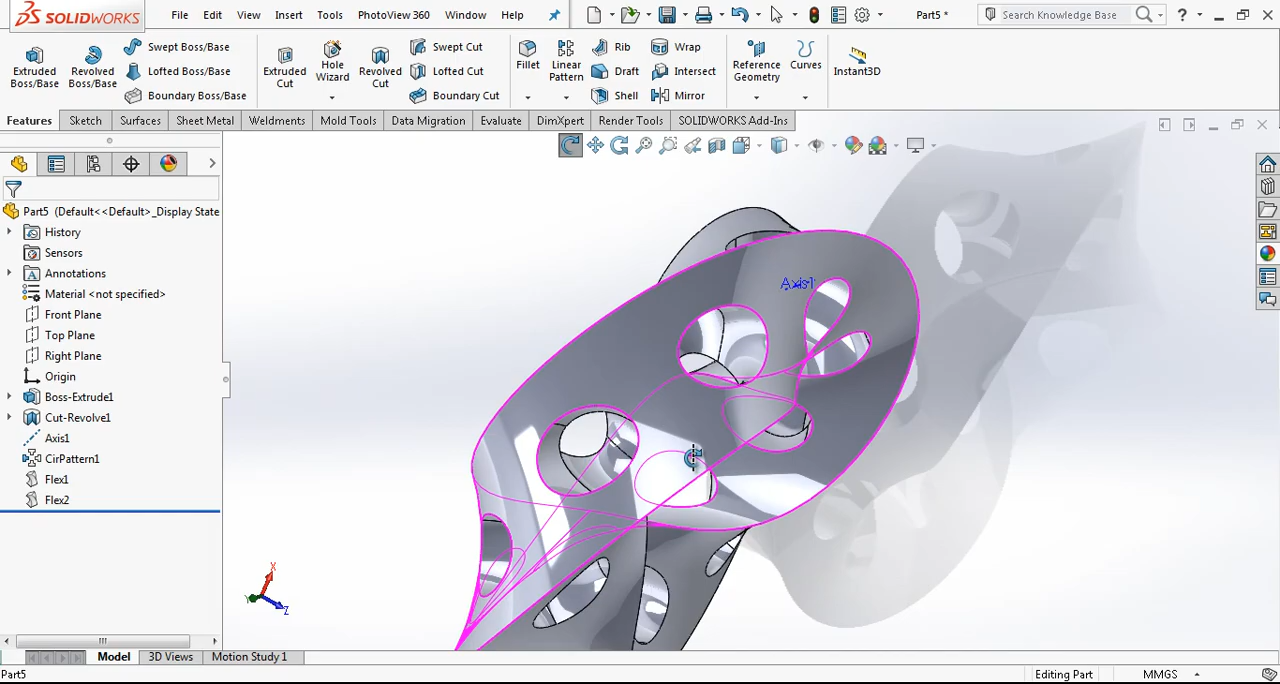 SOLIDWORKS
File Edit View Insert Tools PhotoView 360 Window Help
Part5 *
Search Knowledge Base
?
Extruded Boss/Base
Revolved Boss/Base
Swept Boss/Base
Lofted Boss/Base
Boundary Boss/Base
Extruded Cut
Hole Wizard
Revolved Cut
Swept Cut
Lofted Cut
Boundary Cut
Fillet
Linear Pattern
Rib
Draft
Shell
Wrap
Intersect
Mirror
Reference Geometry
Curves
Instant3D
Features Sketch Surfaces Sheet Metal Weldments Mold Tools Data Migration Evaluate DimXpert Render Tools SOLIDWORKS Add-Ins
Part5 (Default<<Default>_Display State
History
Sensors
Annotations
Material <not specified>
Front Plane
Top Plane
Right Plane
Origin
Boss-Extrude1
Cut-Revolve1
Axis1
CirPattern1
Flex1
Flex2
Axis1
X
Y
Z
Model 3D Views Motion Study 1
Part5 Editing Part MMGS